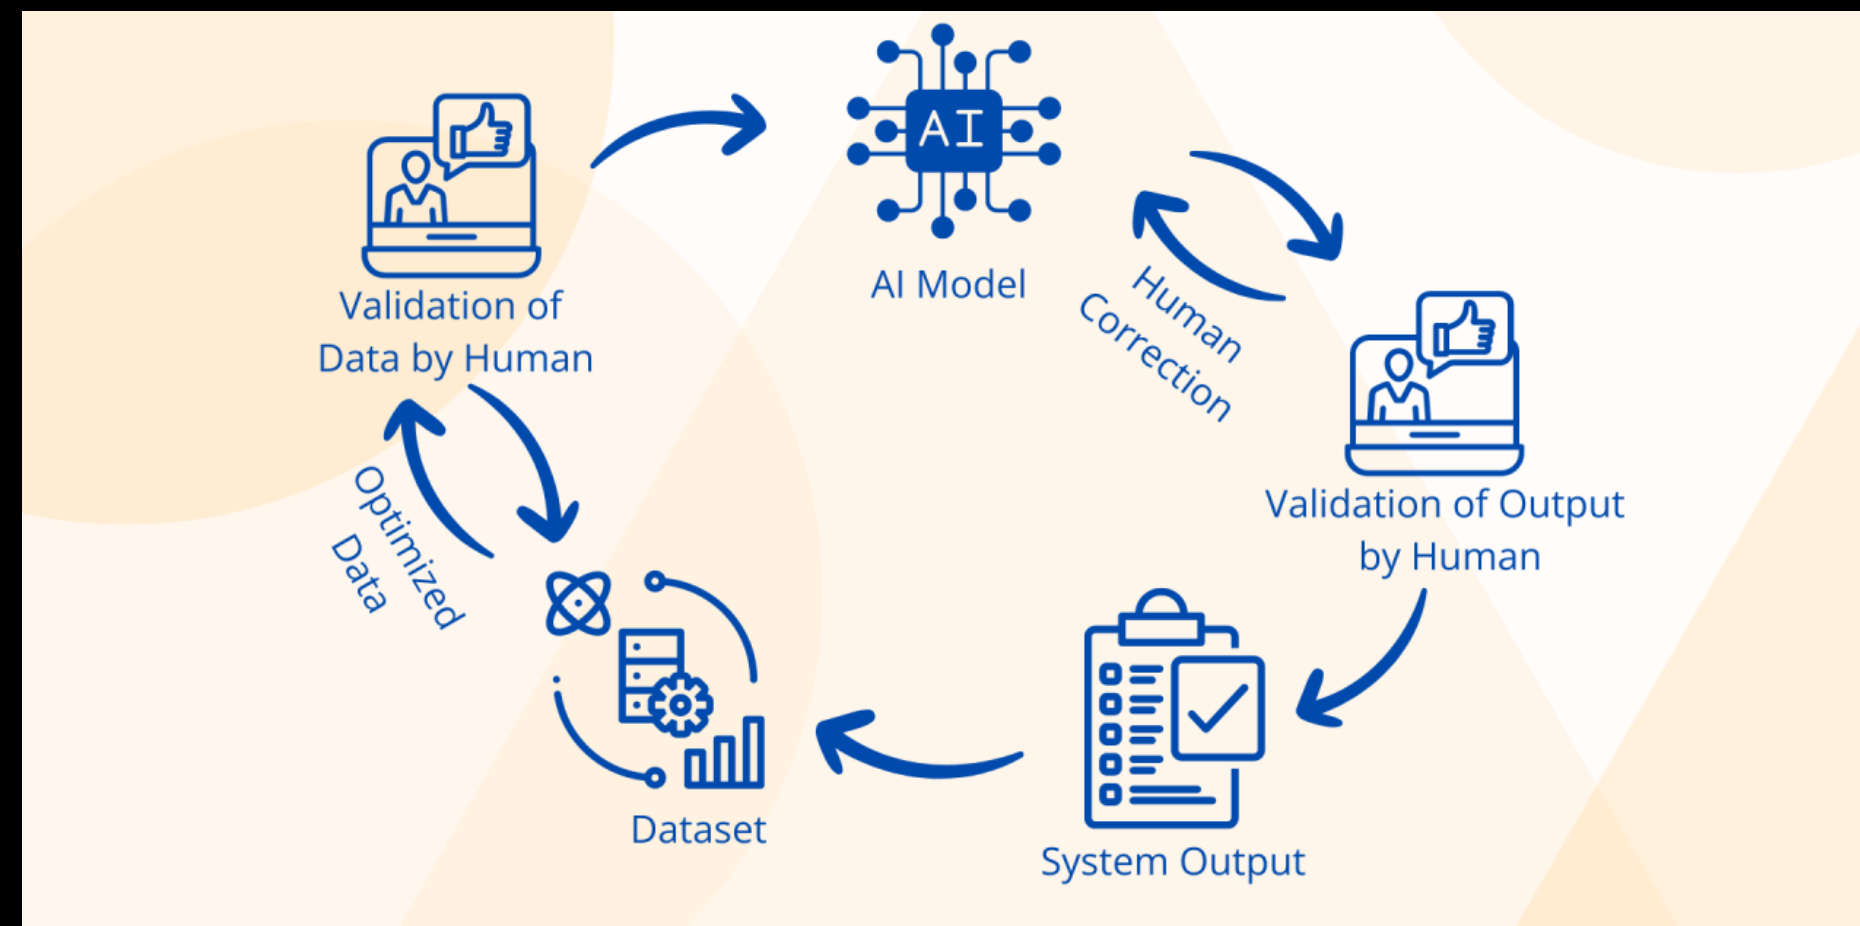 AI
AI Model
Validation of
Data by Human
Human
Correction
Validation of Output
by Human
Optimized
Data
Dataset
System Output